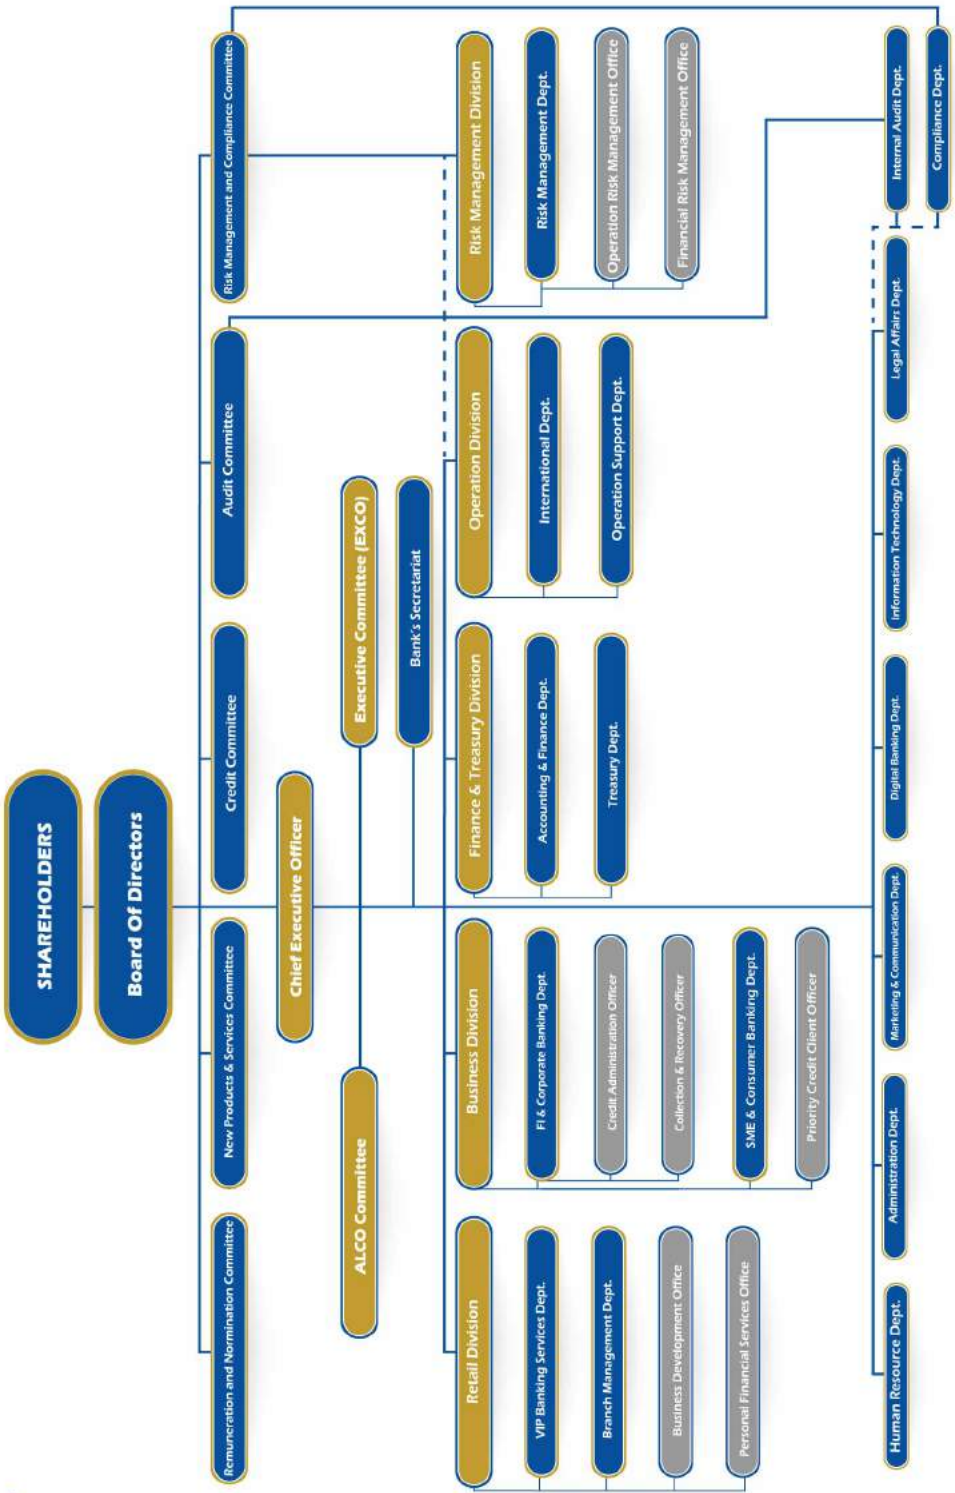 SHAREHOLDERS
Board Of Directors
Remuneration and Normination Committee
New Products & Services Committee
Credit Committee
Audit Committee
Risk Management and Compliance Committee
Chief Executive Officer
ALCO Committee
Executive Committee (EXCO)
Bank's Secretariat
Retail Division
VIP Banking Services Dept.
Branch Management Dept.
Business Development Office
Personal Financial Services Office
Business Division
FI & Corporate Banking Dept.
Credit Administration Officer
Collection & Recovery Officer
SME & Consumer Banking Dept.
Priority Credit Client Officer
Finance & Treasury Division
Accounting & Finance Dept.
Treasury Dept.
Operation Division
International Dept.
Operation Support Dept.
Risk Management Division
Risk Management Dept.
Operation Risk Management Office
Financial Risk Management Office
Human Resource Dept.
Administration Dept.
Marketing & Communication Dept.
Digital Banking Dept.
Information Technology Dept.
Legal Affairs Dept.
Internal Audit Dept.
Compliance Dept.